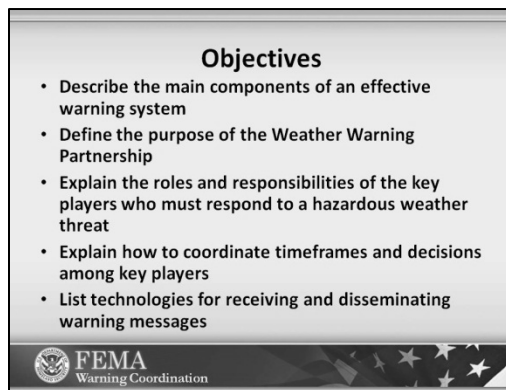 Objectives
• Describe the main components of an effective
warning system
• Define the purpose of the Weather Warning
Partnership
• Explain the roles and responsibilities of the key
players who must respond to a hazardous weather
threat
• Explain how to coordinate timeframes and decisions
among key players
• List technologies for receiving and disseminating
warning messages
FEMA
Warning Coordination